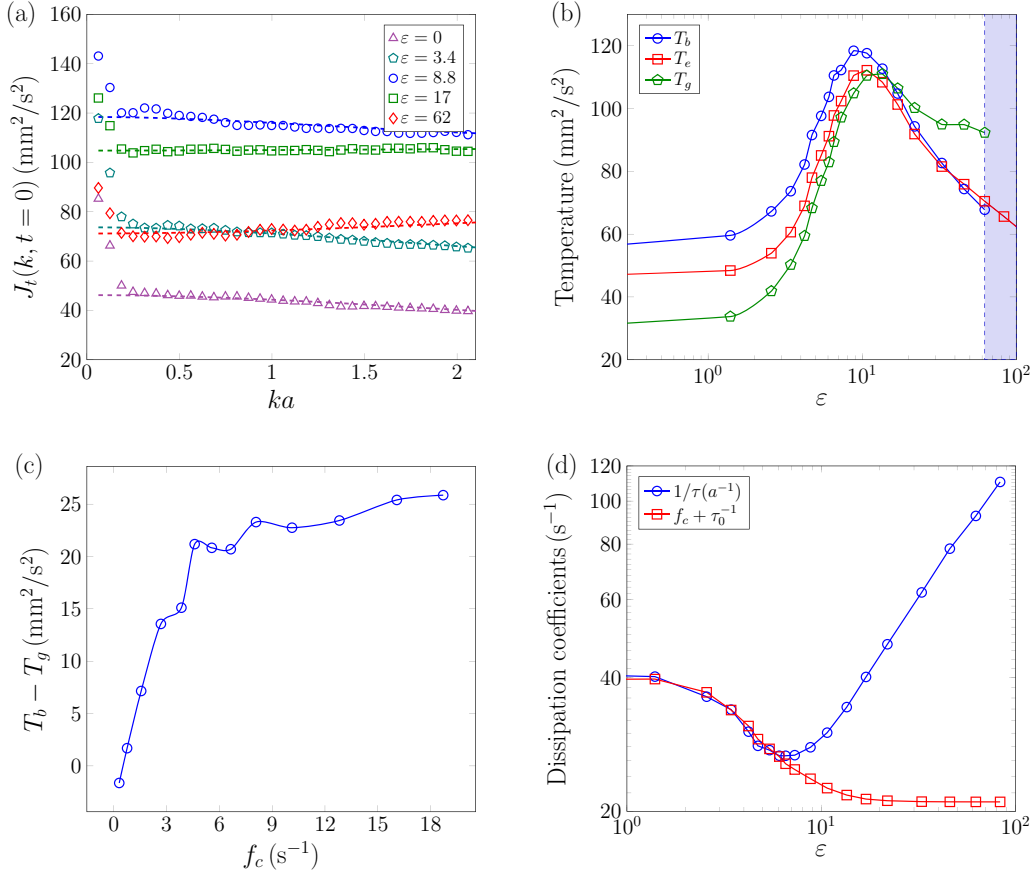 (a)
160
140
120
100
80
60
40
20
0
0.5
1
1.5
2
J_t(k, t = 0) (mm²/s²)
ka
ε = 0
ε = 3.4
ε = 8.8
ε = 17
ε = 62
(b)
120
100
80
60
40
20
10⁰
10¹
10²
Temperature (mm²/s²)
ε
T_b
T_e
T_g
(c)
25
20
15
10
5
0
0
3
6
9
12
15
18
T_b − T_g (mm²/s²)
f_c (s⁻¹)
(d)
120
100
80
60
40
20
10⁰
10¹
10²
Dissipation coefficients (s⁻¹)
ε
1/τ(a⁻¹)
f_c + τ₀⁻¹